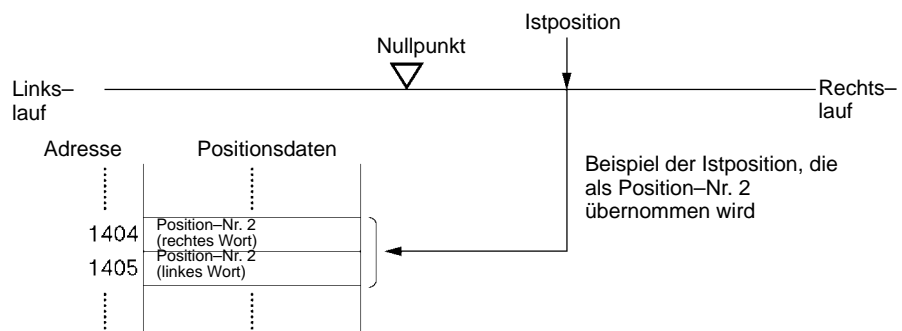 Istposition
Nullpunkt
Links–
lauf
Rechts–
lauf
Adresse
Positionsdaten
Beispiel der Istposition, die
als Position–Nr. 2
übernommen wird
1404
Position–Nr. 2
(rechtes Wort)
1405
Position–Nr. 2
(linkes Wort)